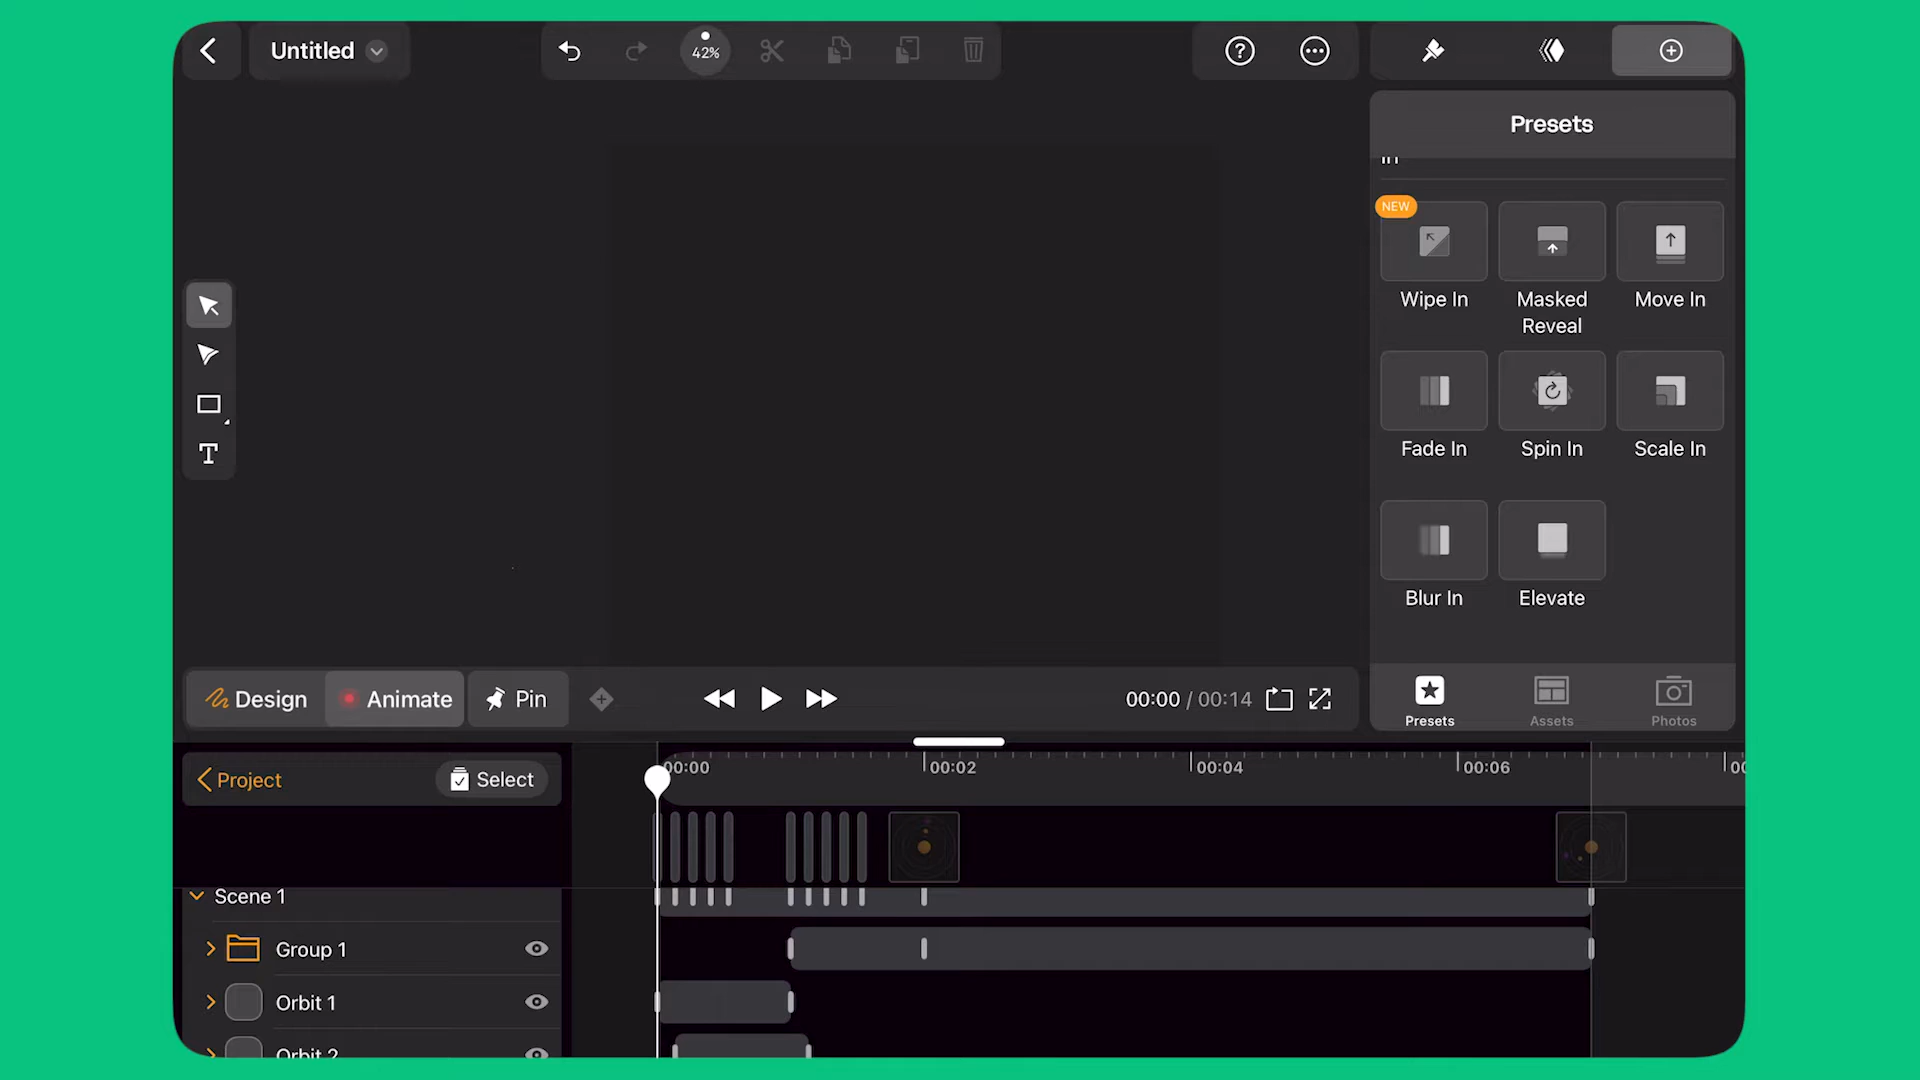 Untitled
42%
Presets
In
NEW
Wipe In
Masked
Reveal
Move In
Fade In
Spin In
Scale In
Blur In
Elevate
Design
Animate
Pin
00:00 / 00:14
Presets
Assets
Photos
Project
Select
00:00
00:02
00:04
00:06
Scene 1
Group 1
Orbit 1
Orbit 2